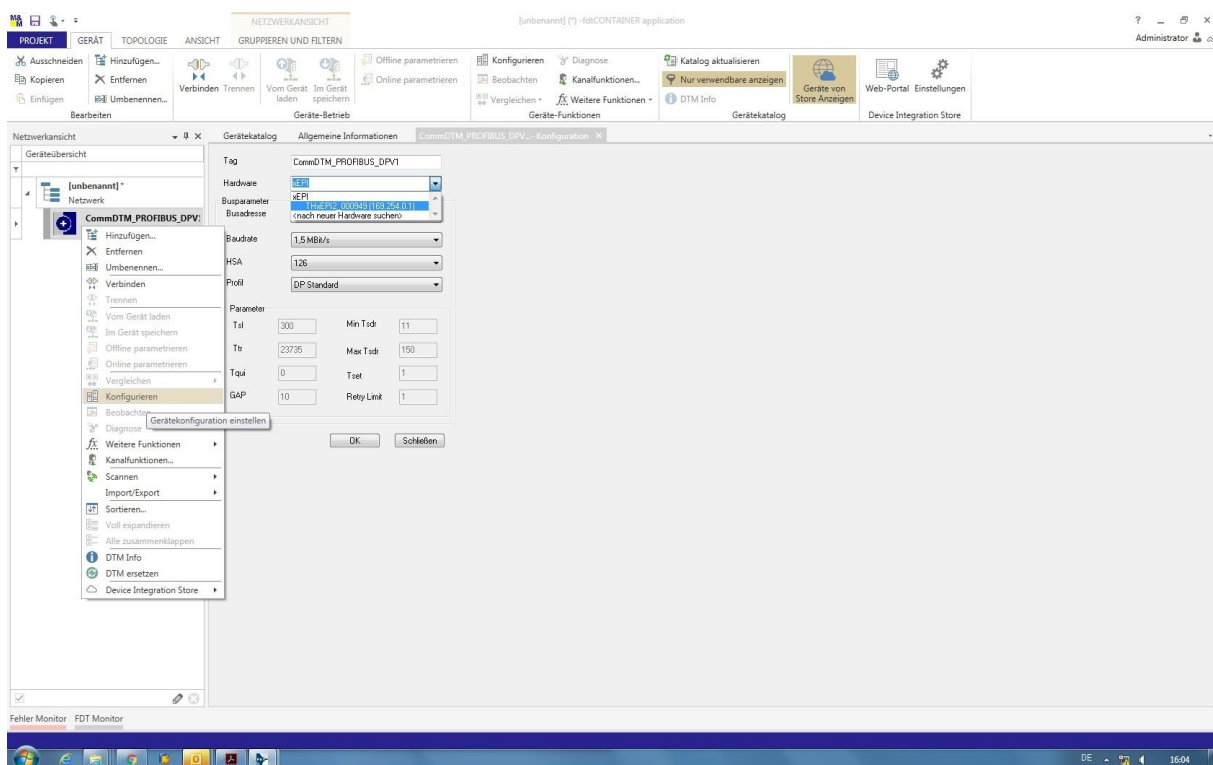 M&M
NETZWERKANSICHT
[unbenannt] (*) -fdtCONTAINER application
PROJEKT GERÄT TOPOLOGIE ANSICHT GRUPPIEREN UND FILTERN
Administrator
Ausschneiden
Kopieren
Einfügen
Hinzufügen...
Entfernen
Umbenennen...
Bearbeiten
Verbinden
Trennen
Vom Gerät laden
Im Gerät speichern
Offline parametrieren
Online parametrieren
Geräte-Betrieb
Konfigurieren
Beobachten
Vergleichen
Diagnose
Kanalfunktionen...
Weitere Funktionen
Geräte-Funktionen
Katalog aktualisieren
Nur verwendbare anzeigen
DTM Info
Geräte von Store Anzeigen
Gerätekatalog
Web-Portal
Einstellungen
Device Integration Store
Netzwerkansicht
Geräteübersicht
[unbenannt]*
Netzwerk
CommDTM_PROFIBUS_DPV1
Hinzufügen...
Entfernen
Umbenennen...
Verbinden
Trennen
Vom Gerät laden
Im Gerät speichern
Offline parametrieren
Online parametrieren
Vergleichen
Konfigurieren
Beobachten
Gerätekonfiguration einstellen
Diagnose
Weitere Funktionen
Kanalfunktionen...
Scannen
Import/Export
Sortieren...
Voll expandieren
Alle zusammenklappen
DTM Info
DTM ersetzen
Device Integration Store
Gerätekatalog
Allgemeine Informationen
CommDTM_PROFIBUS_DPV...- Konfiguration
Tag CommDTM_PROFIBUS_DPV1
Hardware xEPI
xEPI
THxEPI2_000949 (169.254.0.1)
<nach neuer Hardware suchen>
Busparameter
Busadresse
Baudrate 1,5 MBit/s
HSA 126
Profil DP Standard
Parameter
Tsl 300 Min Tsdr 11
Ttr 23735 Max Tsdr 150
Tqui 0 Tset 1
GAP 10 Retry Limit 1
OK Schließen
Fehler Monitor FDT Monitor
DE 16:04